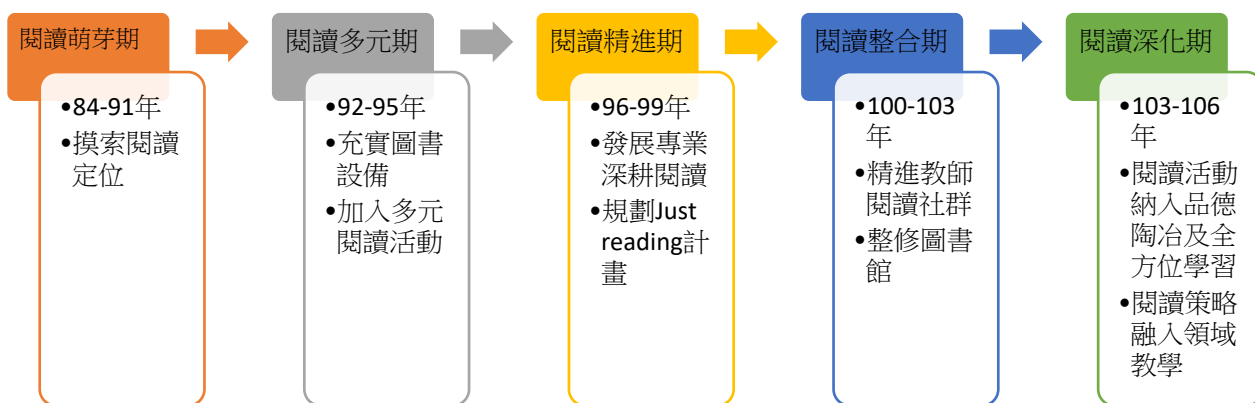 閱讀萌芽期
•84-91年
•摸索閱讀
定位
閱讀多元期
•92-95年
•充實圖書
設備
•加入多元
閱讀活動
閱讀精進期
•96-99年
•發展專業
深耕閱讀
•規劃Just
reading計
畫
閱讀整合期
•100-103
年
•精進教師
閱讀社群
•整修圖書
館
閱讀深化期
•103-106
年
•閱讀活動
納入品德
陶冶及全
方位學習
•閱讀策略
融入領域
教學